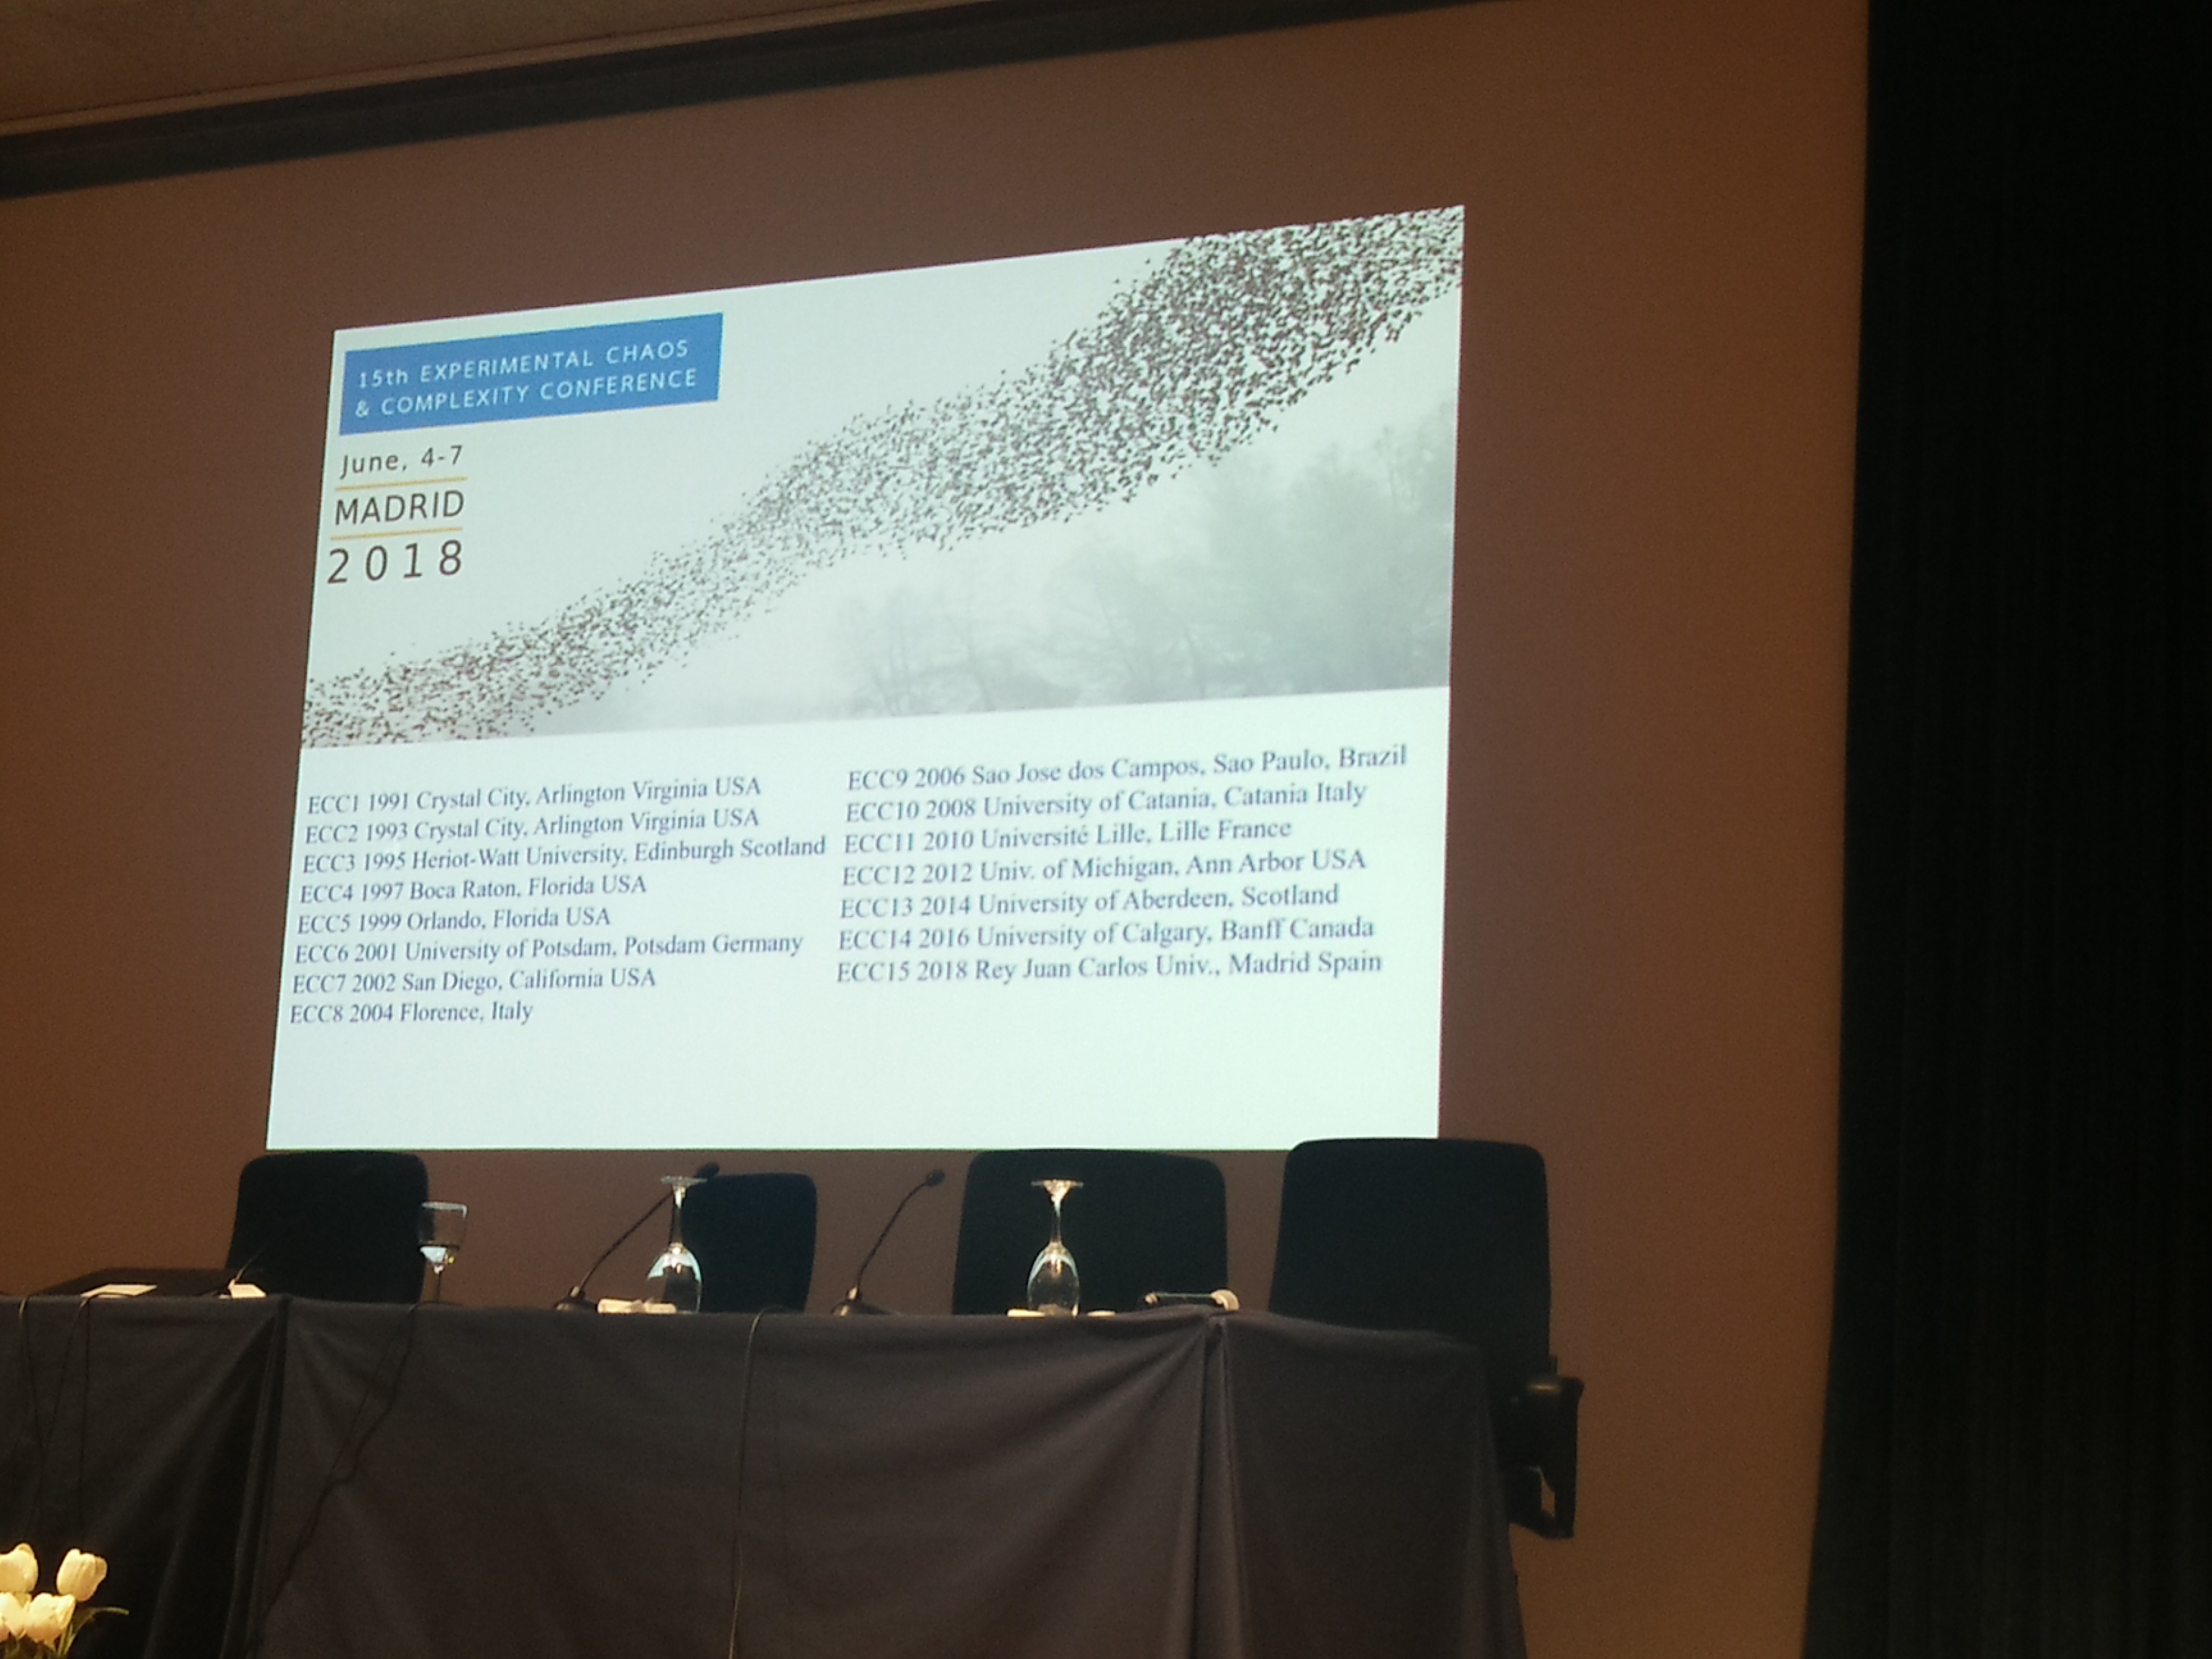 15th EXPERIMENTAL CHAOS
& COMPLEXITY CONFERENCE
June, 4-7
MADRID
2018
ECC1 1991 Crystal City, Arlington Virginia USA
ECC2 1993 Crystal City, Arlington Virginia USA
ECC3 1995 Heriot-Watt University, Edinburgh Scotland
ECC4 1997 Boca Raton, Florida USA
ECC5 1999 Orlando, Florida USA
ECC6 2001 University of Potsdam, Potsdam Germany
ECC7 2002 San Diego, California USA
ECC8 2004 Florence, Italy
ECC9 2006 Sao Jose dos Campos, Sao Paulo, Brazil
ECC10 2008 University of Catania, Catania Italy
ECC11 2010 Université Lille, Lille France
ECC12 2012 Univ. of Michigan, Ann Arbor USA
ECC13 2014 University of Aberdeen, Scotland
ECC14 2016 University of Calgary, Banff Canada
ECC15 2018 Rey Juan Carlos Univ., Madrid Spain